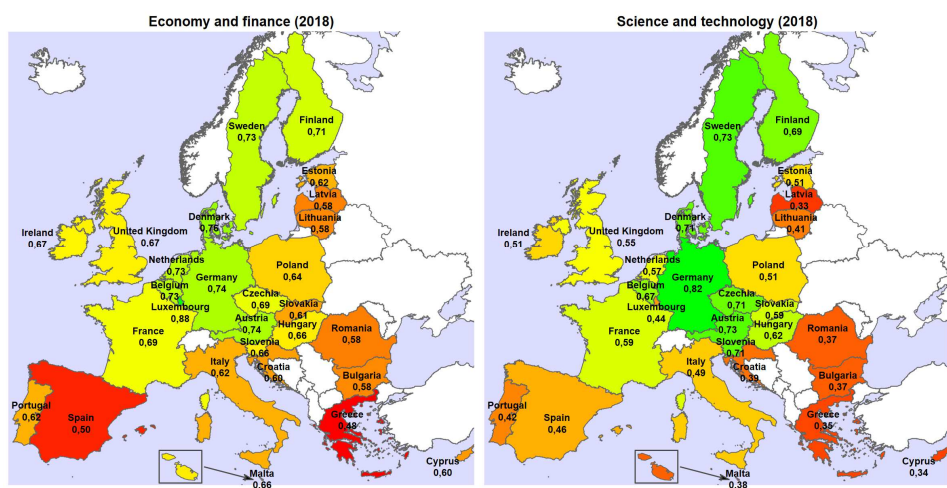 Economy and finance (2018)
Finland
0,71
Sweden
0,73
Estonia
0,62
Latvia
0,58
Lithuania
0,58
Denmark
0,76
Ireland
0,67
United Kingdom
0,67
Netherlands
0,73
Belgium
0,73
Luxembourg
0,88
Germany
0,74
Poland
0,64
Czechia
0,69
Slovakia
0,61
Austria
0,74
Hungary
0,66
Slovenia
0,66
Croatia
0,60
Romania
0,58
Bulgaria
0,58
France
0,69
Italy
0,62
Portugal
0,62
Spain
0,50
Greece
0,48
Malta
0,66
Cyprus
0,60
Science and technology (2018)
Finland
0,69
Sweden
0,73
Estonia
0,51
Latvia
0,33
Lithuania
0,41
Denmark
0,71
Ireland
0,51
United Kingdom
0,55
Netherlands
0,57
Belgium
0,67
Luxembourg
0,44
Germany
0,82
Poland
0,51
Czechia
0,71
Slovakia
0,59
Austria
0,73
Hungary
0,62
Slovenia
0,71
Croatia
0,39
Romania
0,37
Bulgaria
0,37
France
0,59
Italy
0,49
Portugal
0,42
Spain
0,46
Greece
0,35
Malta
0,38
Cyprus
0,34